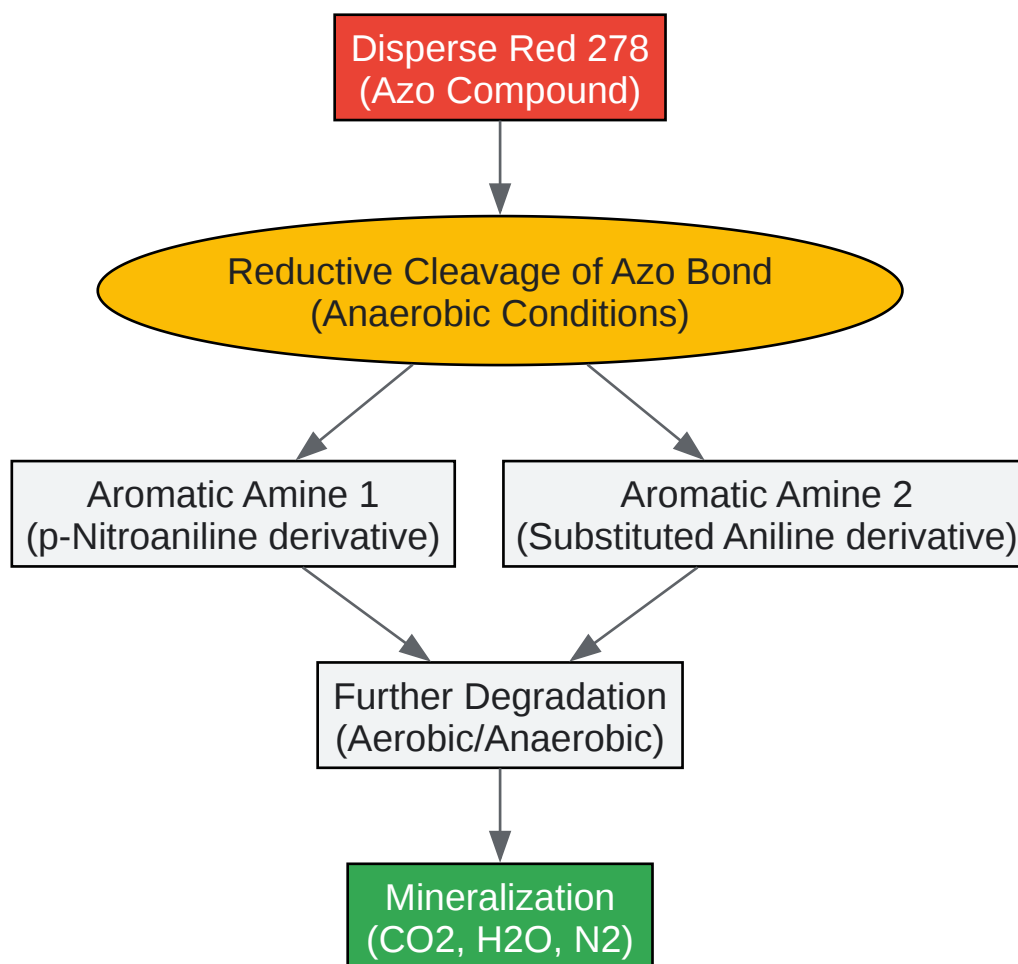 Disperse Red 278
(Azo Compound)
Reductive Cleavage of Azo Bond
(Anaerobic Conditions)
Aromatic Amine 1
(p-Nitroaniline derivative)
Aromatic Amine 2
(Substituted Aniline derivative)
Further Degradation
(Aerobic/Anaerobic)
Mineralization
(CO2, H2O, N2)